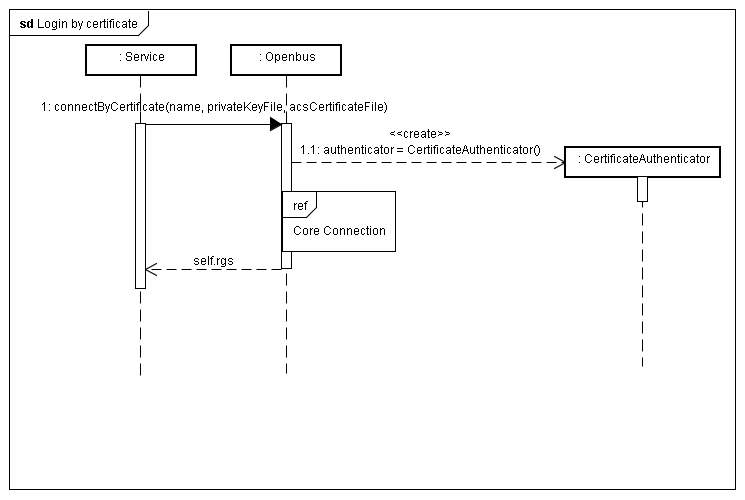 sd Login by certificate
: Service
: Openbus
1: connectByCertificate(name, privateKeyFile, acsCertificateFile)
<<create>>
1.1: authenticator = CertificateAuthenticator()
: CertificateAuthenticator
ref
Core Connection
self.rgs